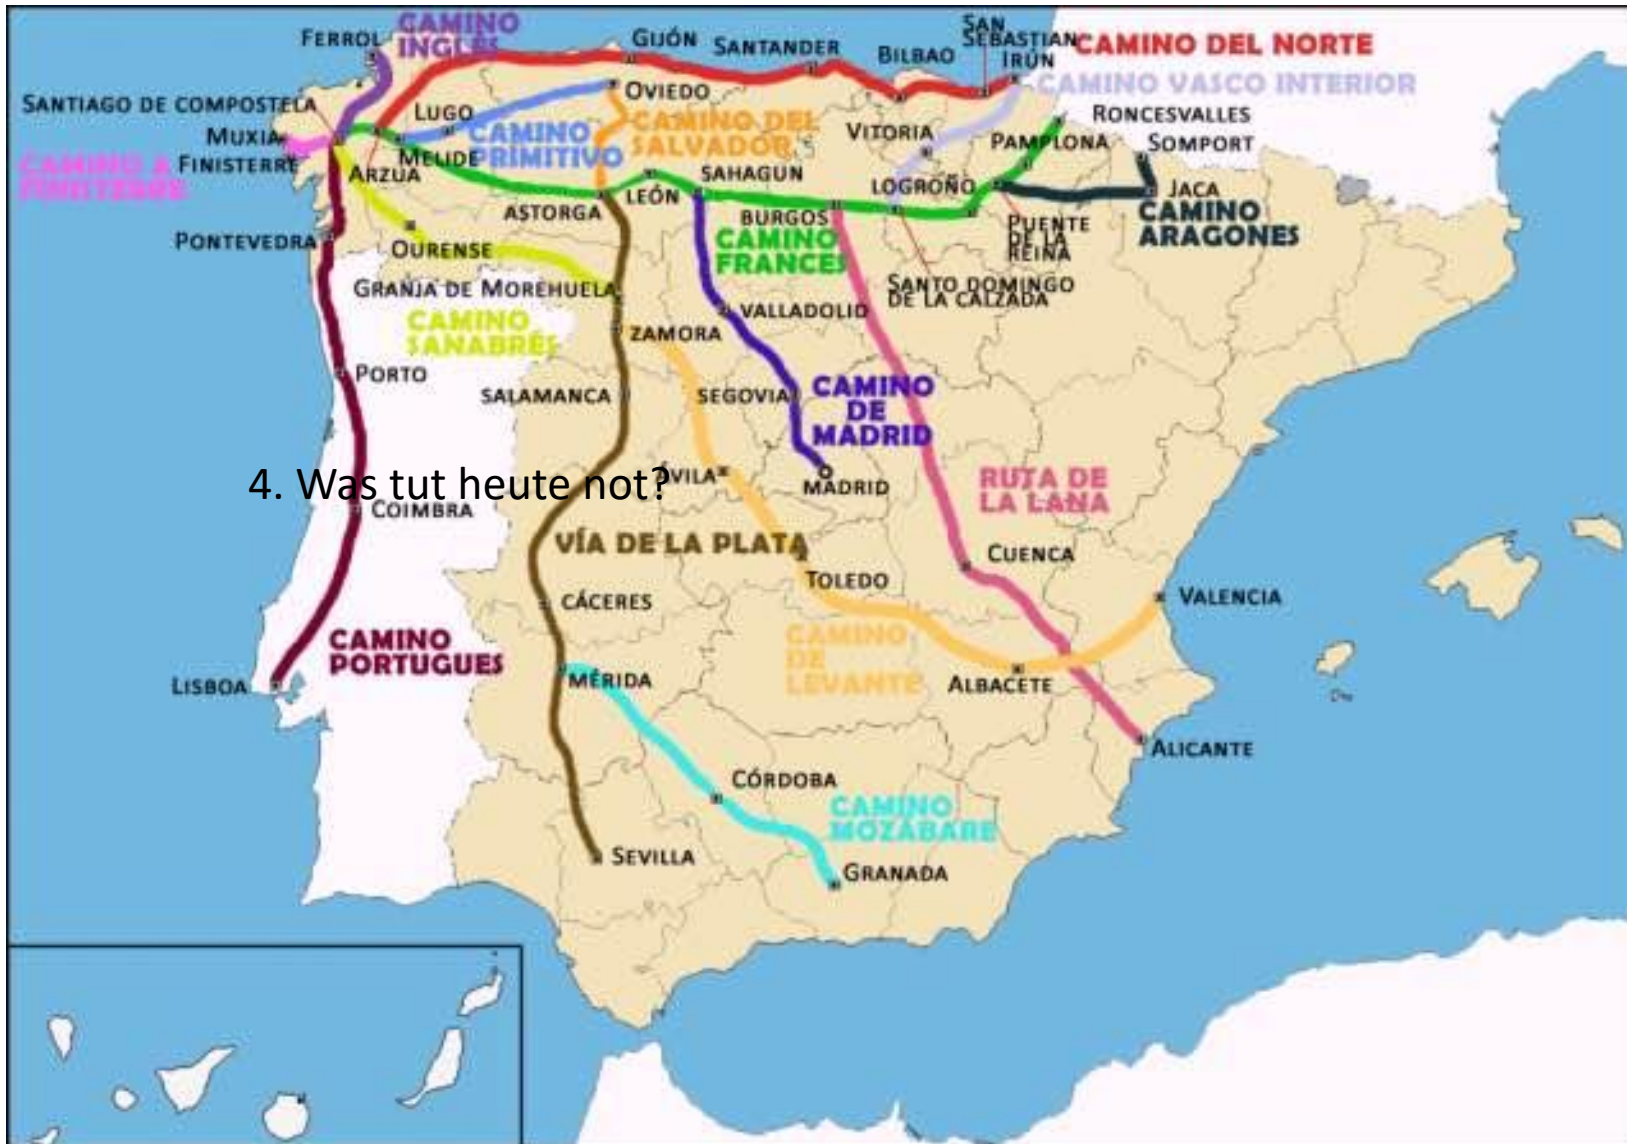 CAMINO
INGLÉS
FERROL
GIJÓN
SANTANDER
BILBAO
SAN
SEBASTIAN
IRÚN
CAMINO DEL NORTE
CAMINO VASCO INTERIOR
SANTIAGO DE COMPOSTELA
LUGO
OVIEDO
RONCESVALLES
MUXIA
CAMINO
PRIMITIVO
CAMINO DEL
SALVADOR
VITORIA
PAMPLONA
SOMPORT
FINISTERRE
CAMINO A
FINISTERRE
MELIDE
ARZÚA
SAHAGUN
LOGROÑO
JACA
ASTORGA
LEÓN
BURGOS
CAMINO
ARAGONES
PONTEVEDRA
OURENSE
CAMINO
FRANCES
PUENTE
DE LA
REINA
GRANJA DE MOREHUELA
SANTO DOMINGO
DE LA CALZADA
CAMINO
SANABRÉS
VALLADOLID
ZAMORA
PORTO
SALAMANCA
SEGOVIA
CAMINO
DE
MADRID
4. Was tut heute not?
ÁVILA
MADRID
RUTA DE
LA LANA
COIMBRA
VÍA DE LA PLATA
CUENCA
TOLEDO
CÁCERES
VALENCIA
CAMINO
PORTUGUES
CAMINO
DE
LEVANTE
LISBOA
MÉRIDA
ALBACETE
ALICANTE
CÓRDOBA
CAMINO
MOZÁBARE
SEVILLA
GRANADA